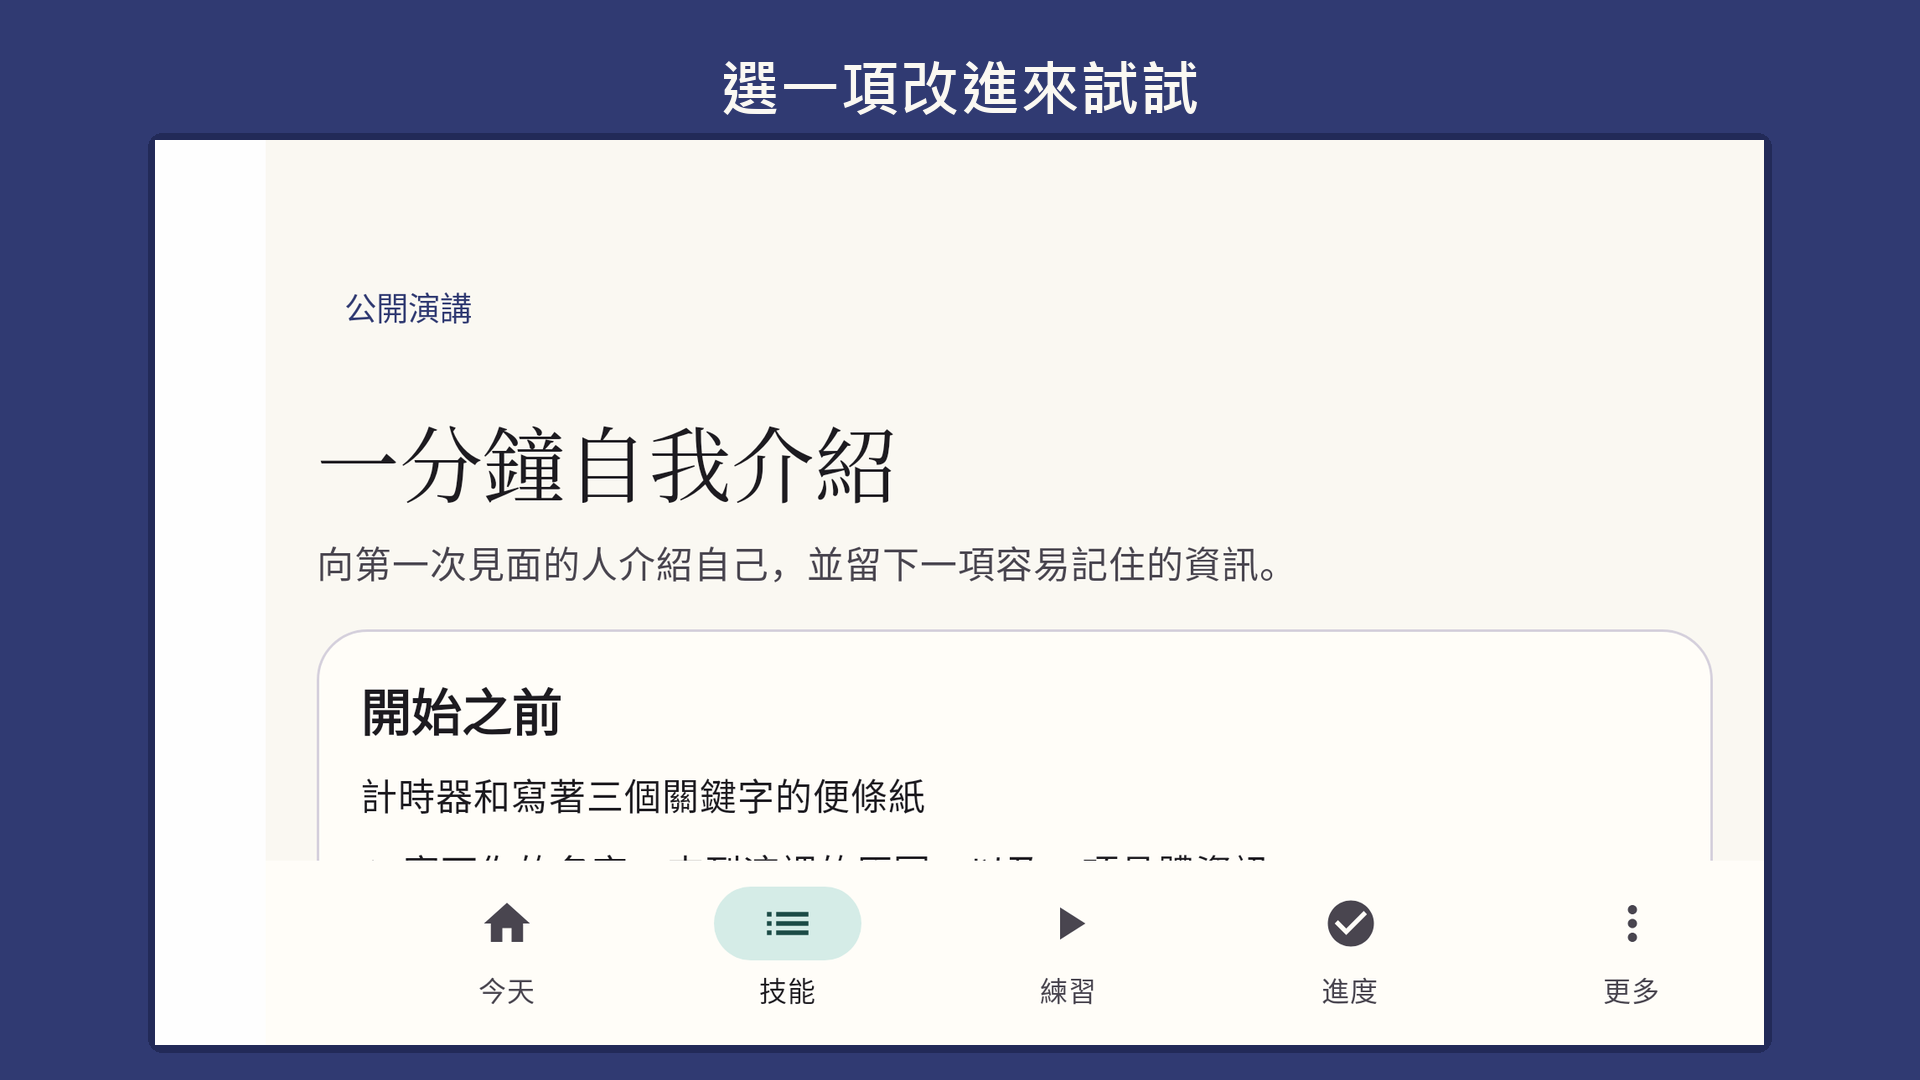 選一項改進來試試
公開演講
一分鐘自我介紹
向第一次見面的人介紹自己，並留下一項容易記住的資訊。
開始之前
計時器和寫著三個關鍵字的便條紙
今天
技能
練習
進度
更多